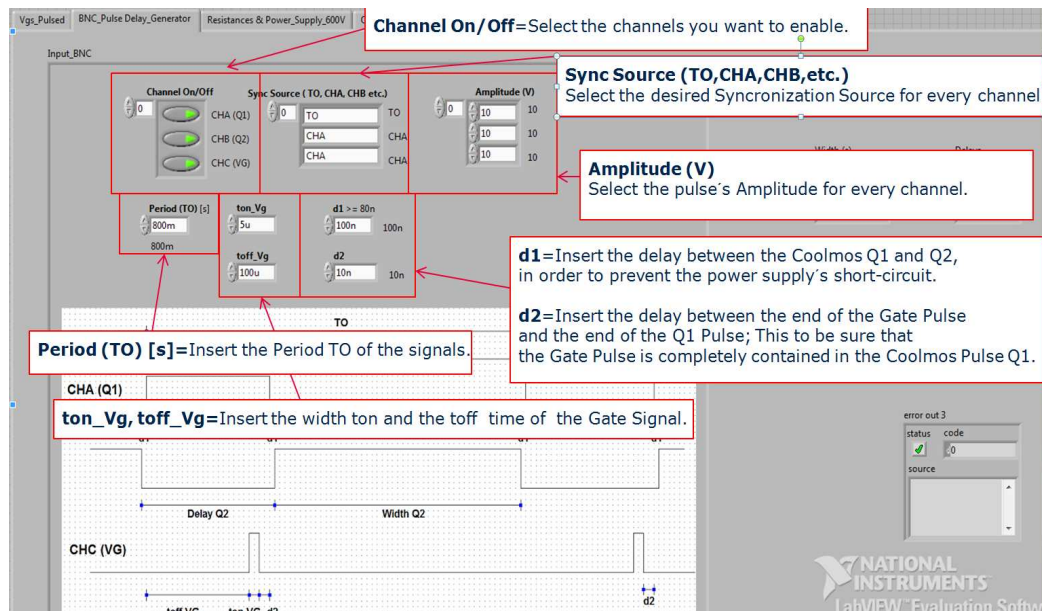 Vgs_Pulsed
BNC_Pulse Delay_Generator
Resistances & Power_Supply_600V
Channel On/Off=Select the channels you want to enable.
Input_BNC
Channel On/Off
0
CHA (Q1)
CHB (Q2)
CHC (VG)
Sync Source ( TO, CHA, CHB etc.)
0
TO
TO
CHA
CHA
CHA
CHA
Amplitude (V)
0
10
10
10
10
10
10
Sync Source (TO,CHA,CHB,etc.)
Select the desired Syncronization Source for every channel
Amplitude (V)
Select the pulse´s Amplitude for every channel.
Period (TO) [s]
800m
800m
ton_Vg
5u
toff_Vg
100u
d1 >= 80n
100n
100n
d2
10n
10n
d1=Insert the delay between the Coolmos Q1 and Q2,
in order to prevent the power supply´s short-circuit.
d2=Insert the delay between the end of the Gate Pulse
and the end of the Q1 Pulse; This to be sure that
the Gate Pulse is completely contained in the Coolmos Pulse Q1.
TO
Period (TO) [s]=Insert the Period TO of the signals.
CHA (Q1)
ton_Vg, toff_Vg=Insert the width ton and the toff time of the Gate Signal.
Delay Q2
Width Q2
CHC (VG)
toff VG
ton VG
d2
d2
error out 3
status
code
0
source
NATIONAL
INSTRUMENTS
LabVIEW Evaluation